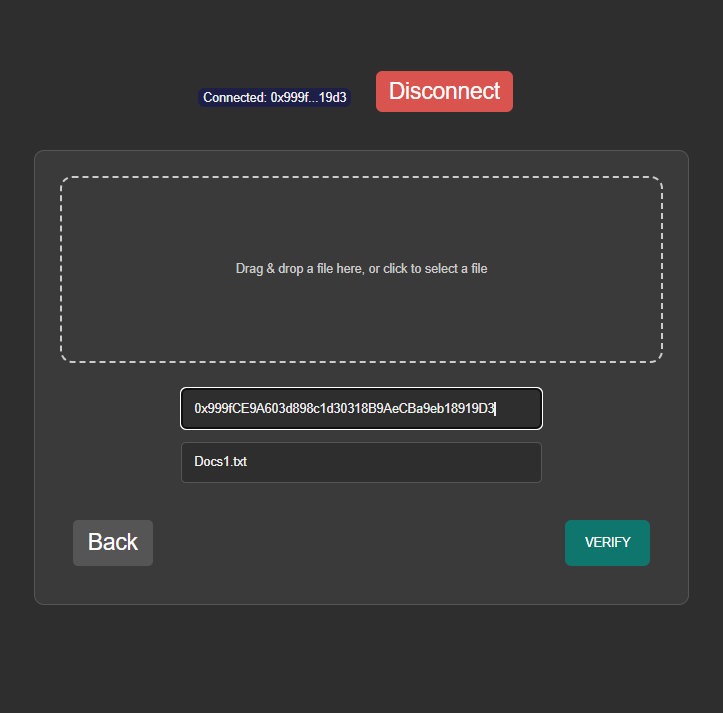 Connected: 0x999f...19d3
Disconnect
Drag & drop a file here, or click to select a file
0x999fCE9A603d898c1d30318B9AeCBa9eb18919D3
Docs1.txt
Back
VERIFY